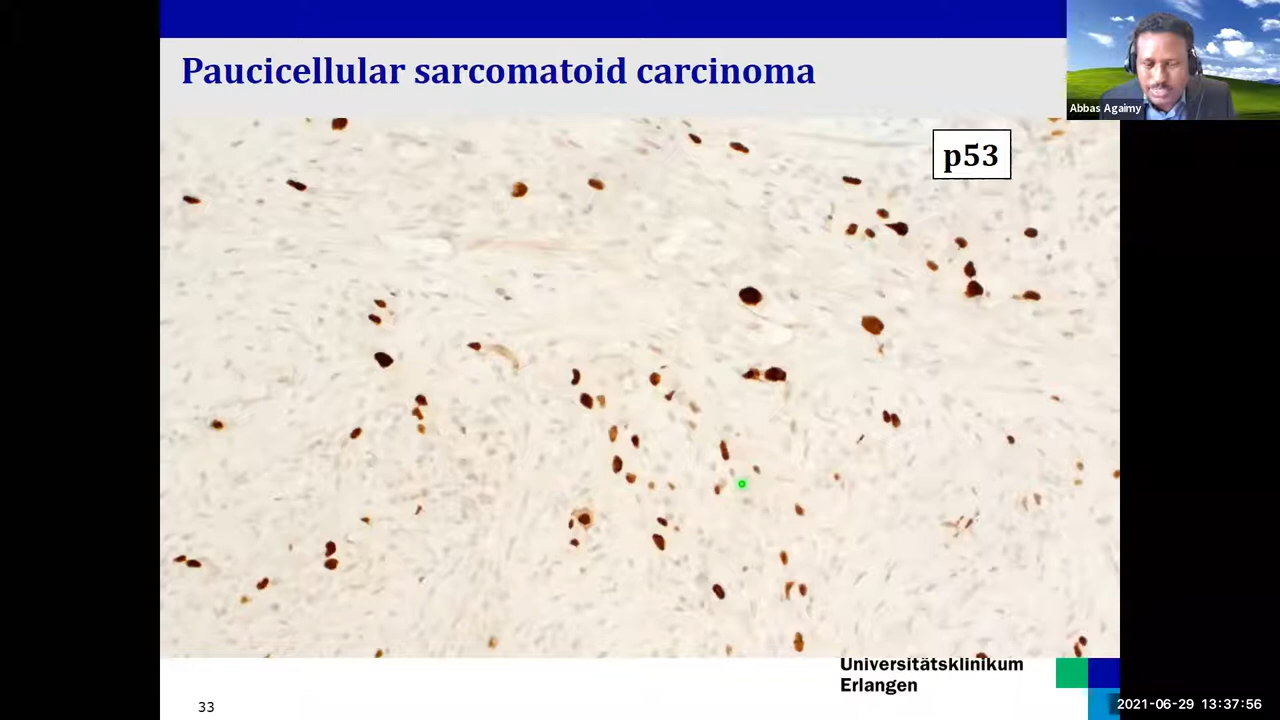 Paucicellular sarcomatoid carcinoma
Abbas Agaimy
p53
Universitätsklinikum
Erlangen
33
2021-06-29 13:37:56